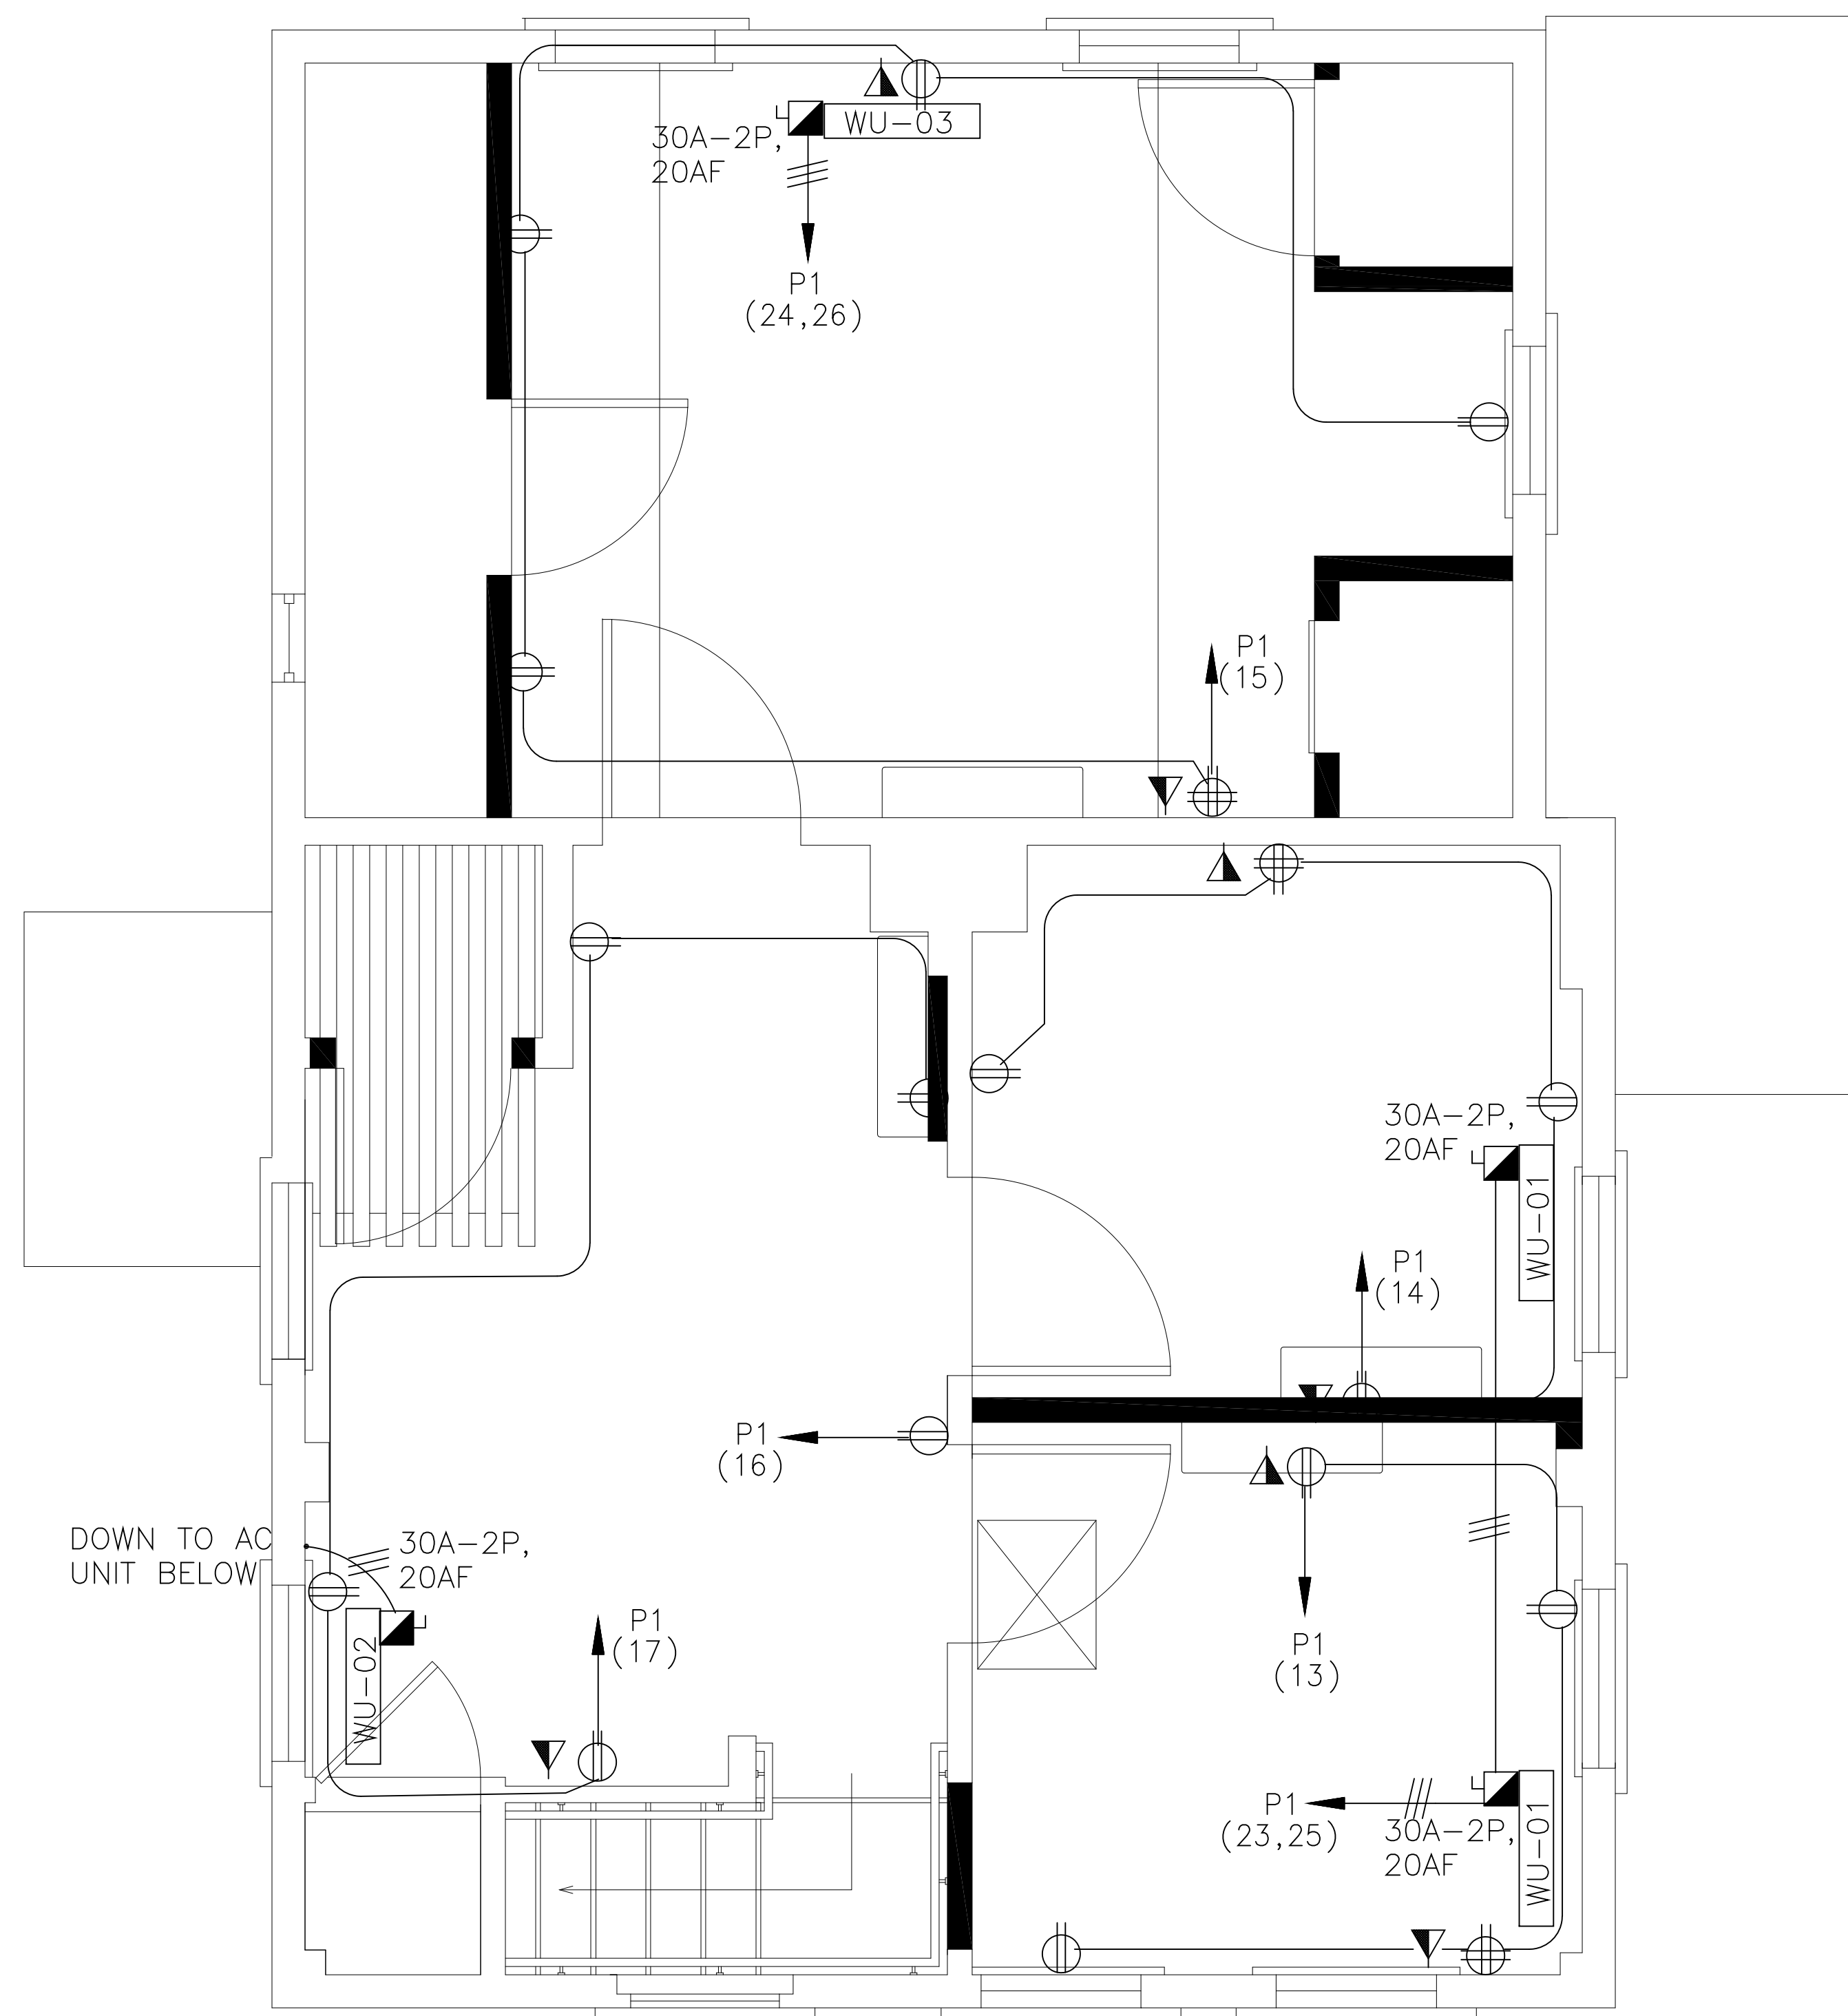 WU-03
30A-2P,
20AF
P1
(24,26)
P1
(15)
30A-2P,
20AF
WU-01
P1
(14)
P1
(16)
DOWN TO AC
UNIT BELOW
30A-2P,
20AF
WU-02
P1
(17)
P1
(13)
P1
(23,25)
30A-2P,
20AF
WU-01